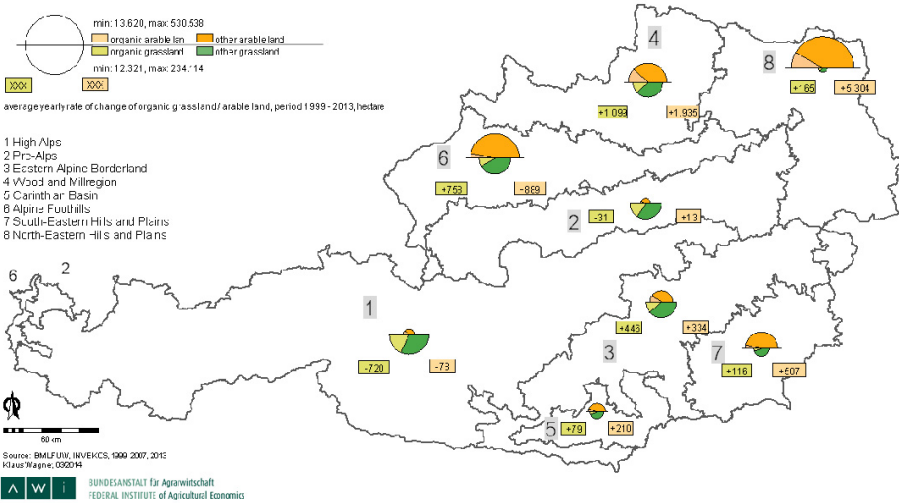 min: 13.620, max: 530.538
organic arable lan other arable land
organic grassland other grassland
min: 12.321, max: 234.114
XXX XXX
average yearly rate of change of organic grassland/ arable land, period 1999 - 2013, hectare
1 High Alps
2 Pre-Alps
3 Eastern Alpine Borderland
4 Wood and Millregion
5 Carinthian Basin
6 Alpine Foothills
7 South-Eastern Hills and Plains
8 North-Eastern Hills and Plains
4
+1.093 +1.935
8
+165 +5.304
6
+753 -869
2
-31 +13
6 2
1
-720 -73
3
+446 +334
7
+116 +607
5
+79 +210
60 km
Source: BMLFUW, INVEKOS, 1999, 2007, 2013
Klaus Wagner, 03/2014
A W i
BUNDESANSTALT für Agrarwirtschaft
FEDERAL INSTITUTE of Agricultural Economics